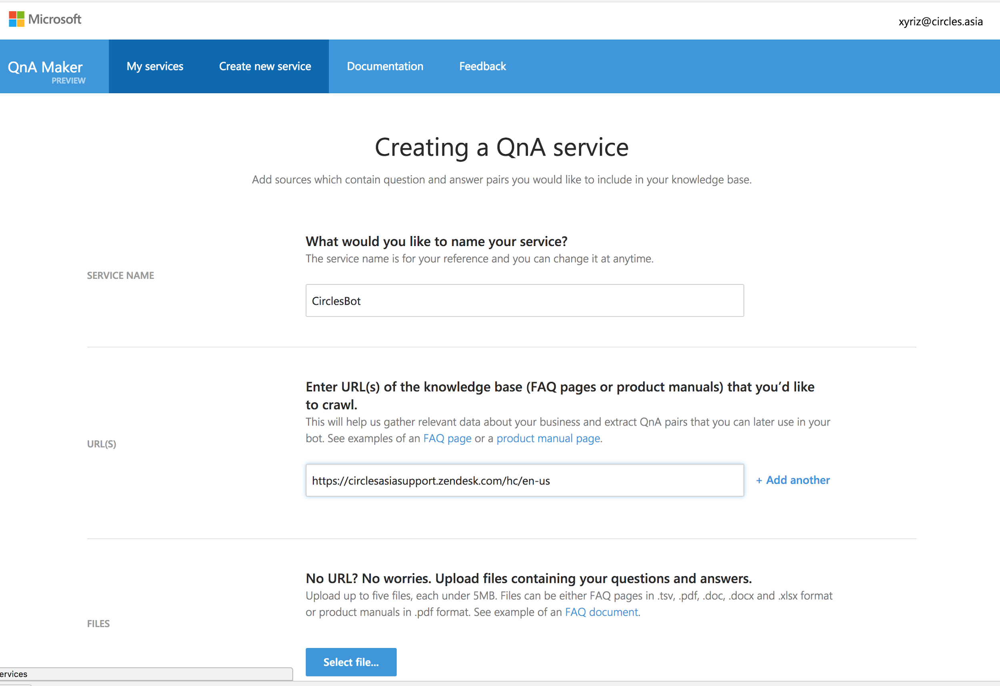 Microsoft
xyriz@circles.asia
QnA Maker
PREVIEW
My services
Create new service
Documentation
Feedback
Creating a QnA service
Add sources which contain question and answer pairs you would like to include in your knowledge base.
What would you like to name your service?
The service name is for your reference and you can change it at anytime.
SERVICE NAME
CirclesBot
Enter URL(s) of the knowledge base (FAQ pages or product manuals) that you’d like
to crawl.
This will help us gather relevant data about your business and extract QnA pairs that you can later use in your
bot. See examples of an FAQ page or a product manual page.
URL(S)
https://circlesasiasupport.zendesk.com/hc/en-us
+ Add another
No URL? No worries. Upload files containing your questions and answers.
Upload up to five files, each under 5MB. Files can be either FAQ pages in .tsv, .pdf, .doc, .docx and .xlsx format
or product manuals in .pdf format. See example of an FAQ document.
FILES
Select file...
ervices